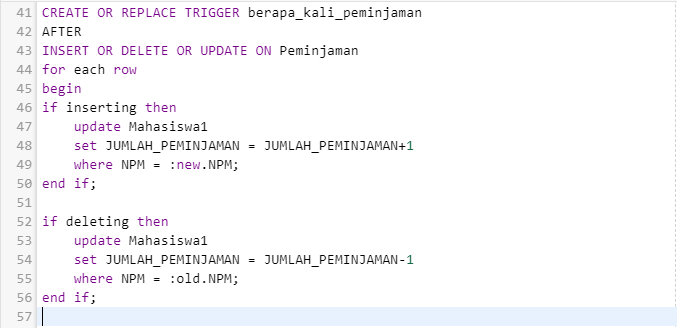 41 CREATE OR REPLACE TRIGGER berapa_kali_peminjaman
42 AFTER
43 INSERT OR DELETE OR UPDATE ON Peminjaman
44 for each row
45 begin
46 if inserting then
47     update Mahasiswa1
48     set JUMLAH_PEMINJAMAN = JUMLAH_PEMINJAMAN+1
49     where NPM = :new.NPM;
50 end if;
51
52 if deleting then
53     update Mahasiswa1
54     set JUMLAH_PEMINJAMAN = JUMLAH_PEMINJAMAN-1
55     where NPM = :old.NPM;
56 end if;
57